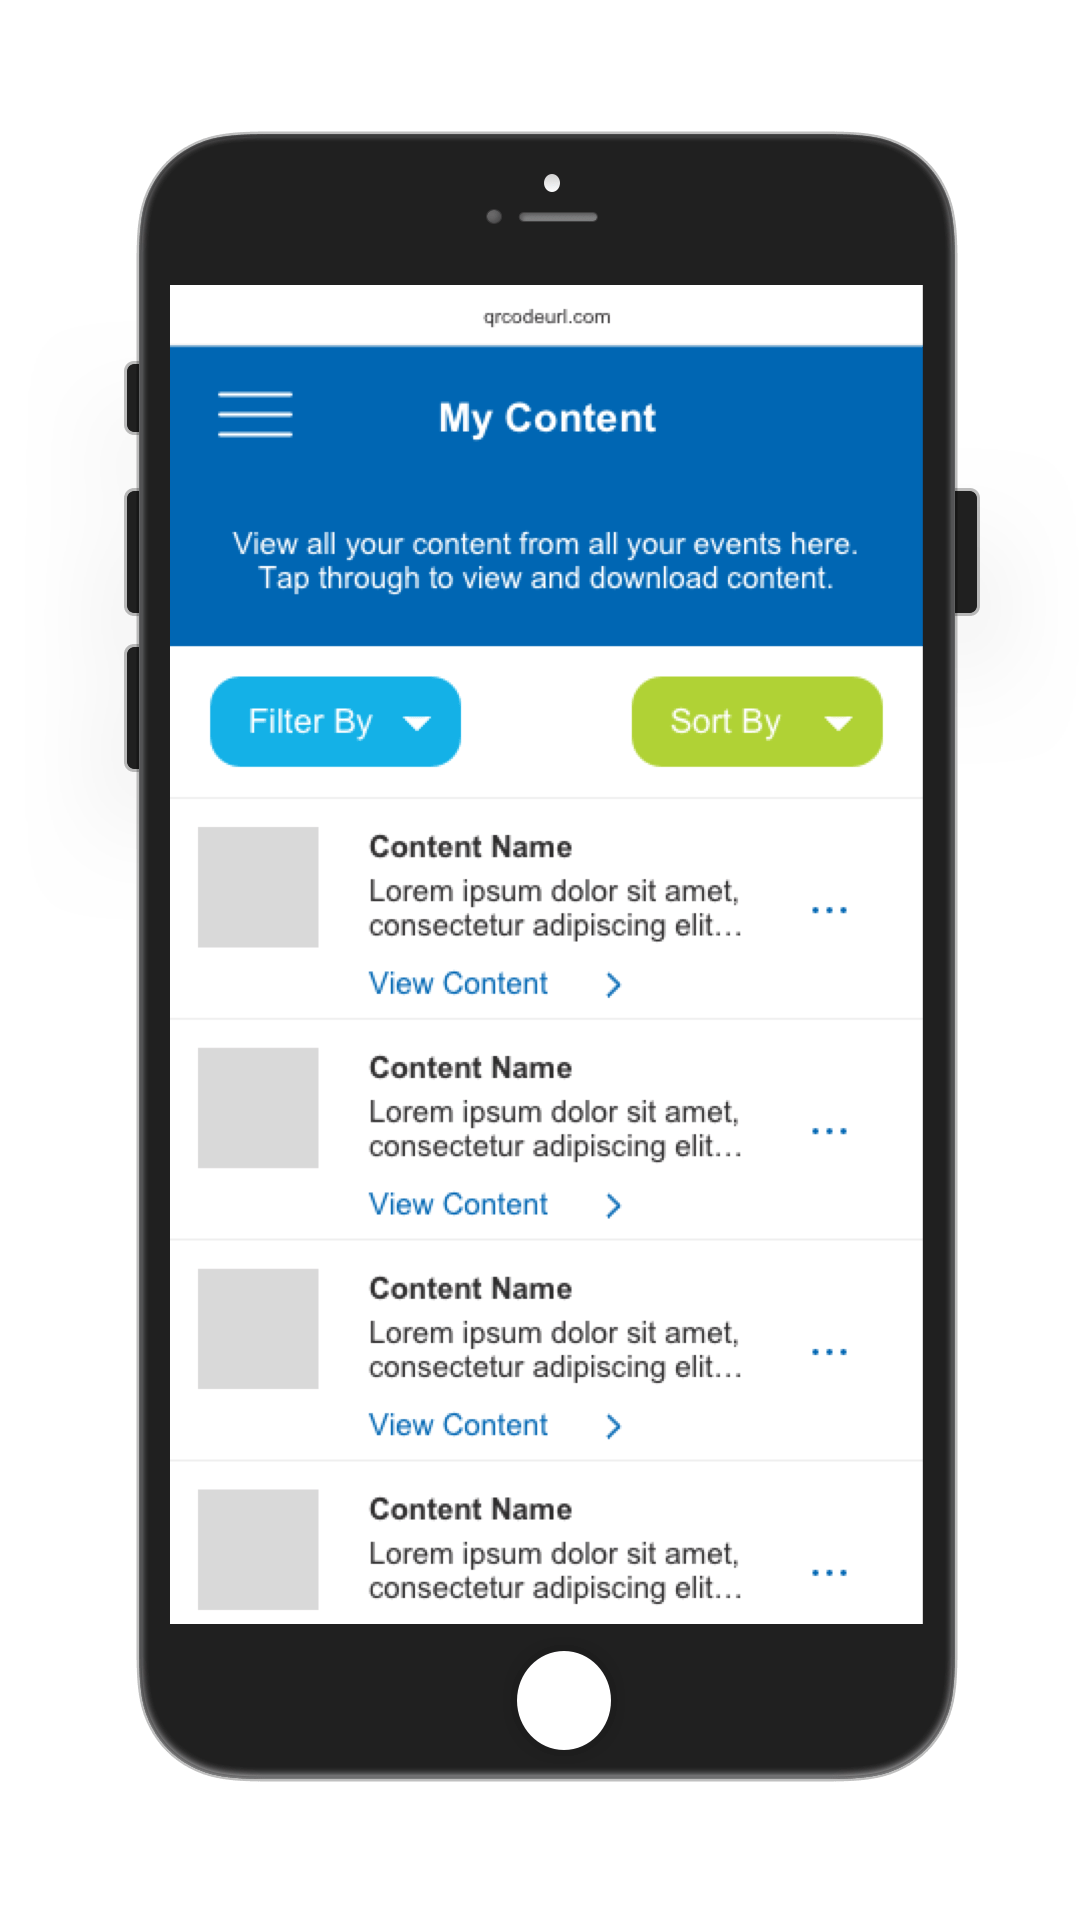 qrcodeurl.com
My Content
View all your content from all your events here.
Tap through to view and download content.
Filter By
Sort By
Content Name
Lorem ipsum dolor sit amet,
consectetur adipiscing elit...
View Content
Content Name
Lorem ipsum dolor sit amet,
consectetur adipiscing elit...
View Content
Content Name
Lorem ipsum dolor sit amet,
consectetur adipiscing elit...
View Content
Content Name
Lorem ipsum dolor sit amet,
consectetur adipiscing elit...